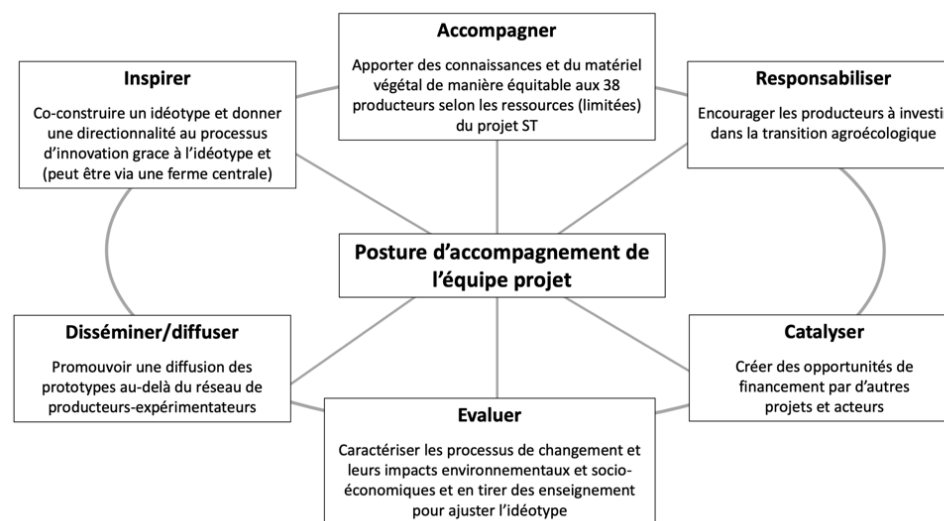 Accompagner
Apporter des connaissances et du matériel
végétal de manière équitable aux 38
producteurs selon les ressources (limitées)
du projet ST
Inspirer
Co-construire un idéotype et donner
une directionnalité au processus
d’innovation grace à l’idéotype et
(peut être via une ferme centrale)
Responsabiliser
Encourager les producteurs à investi
dans la transition agroécologique
Posture d’accompagnement de
l’équipe projet
Disséminer/diffuser
Promouvoir une diffusion des
prototypes au-delà du réseau de
producteurs-expérimentateurs
Catalyser
Créer des opportunités de
financement par d’autres
projets et acteurs
Evaluer
Caractériser les processus de changement et
leurs impacts environnementaux et socio-
économiques et en tirer des enseignement
pour ajuster l’idéotype